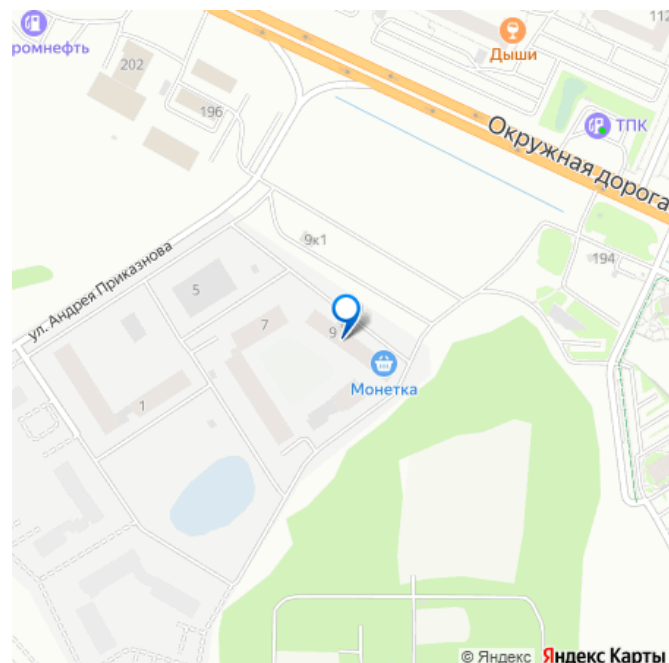 112
ромнефть
202
Дыши
196
ТПК
Окружная дорога
9к1
ул. Андрея Приказнова
194
5
7
9
Монетка
1
© Яндекс Яндекс Карты